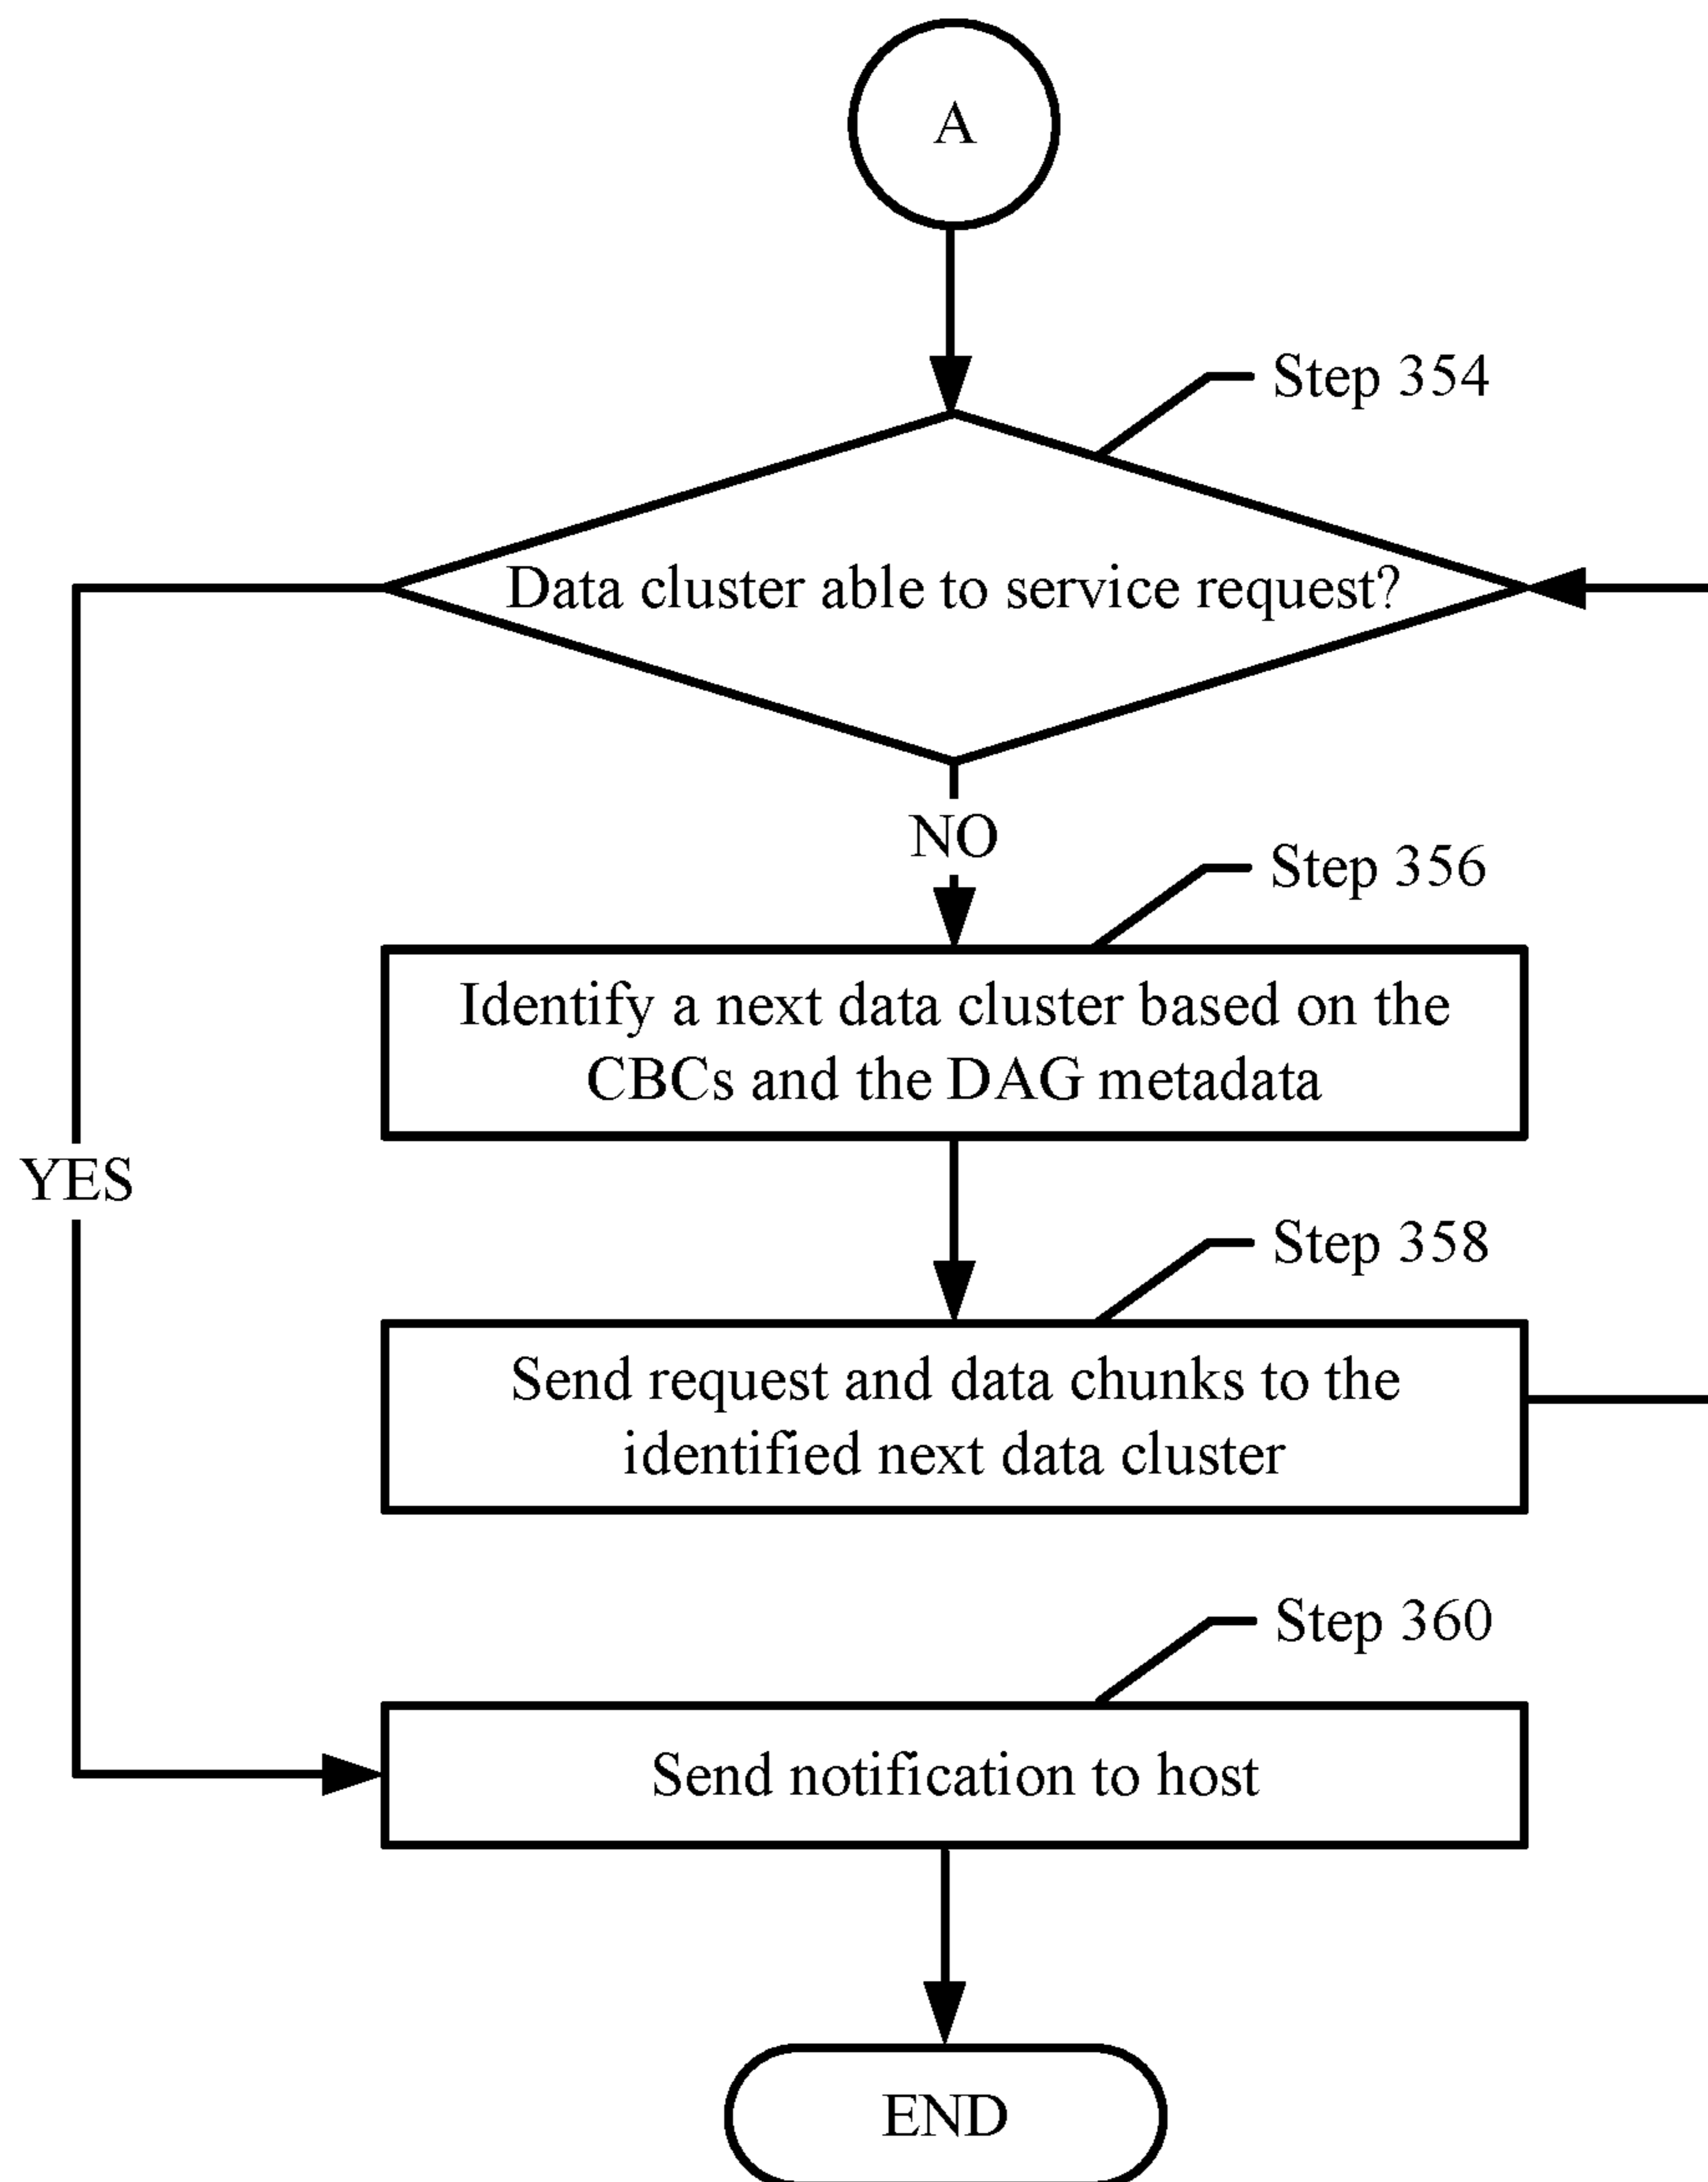 A
Step 354
Data cluster able to service request?
NO
Step 356
Identify a next data cluster based on the
CBCs and the DAG metadata
YES
Step 358
Send request and data chunks to the
identified next data cluster
Step 360
Send notification to host
END